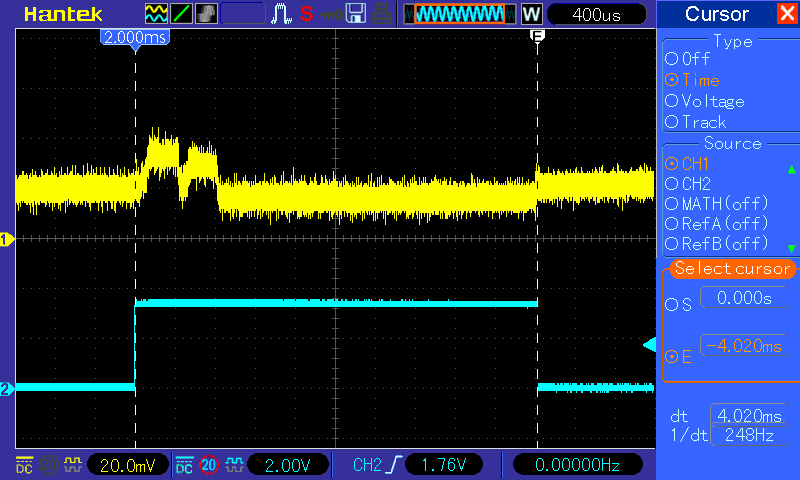 Hantek S W 400us
2.000ms E
Cursor
Type
Off
Time
Voltage
Track
Source
CH1
CH2
MATH(off)
RefA(off)
RefB(off)
Select cursor
S 0.000s
E -4.020ms
dt 4.020ms
1/dt 248Hz
1
2
DC 20 20.0mV DC 20 2.00V CH2 1.76V 0.00000Hz